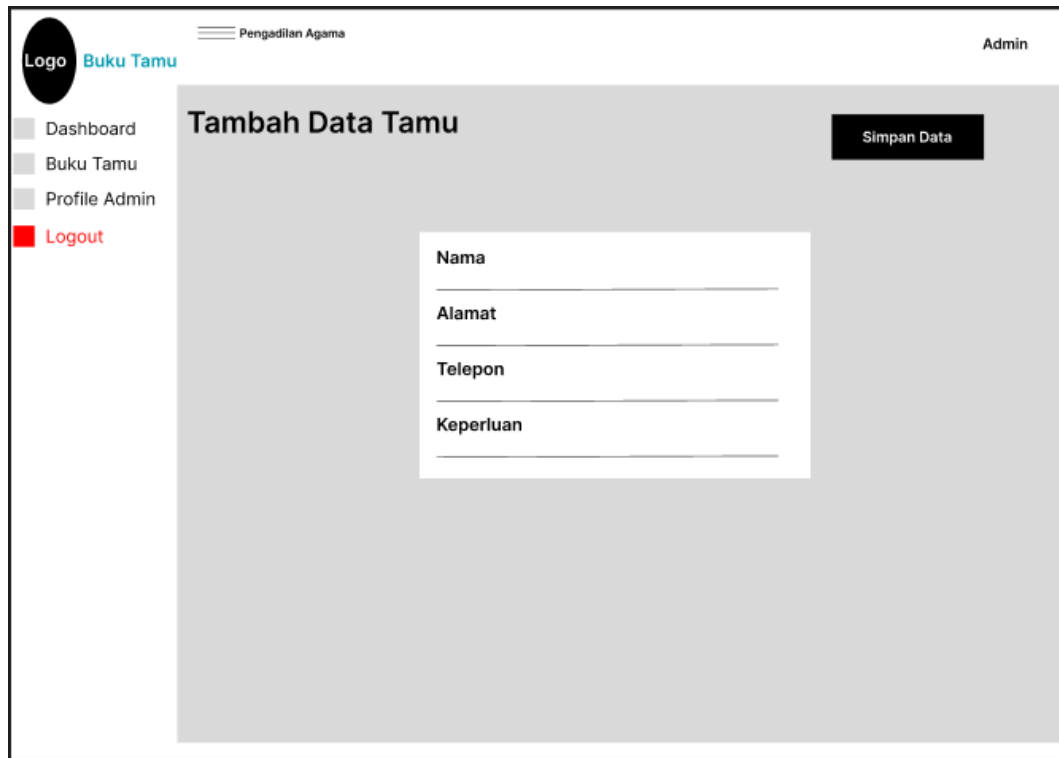 Logo
Buku Tamu
Pengadilan Agama
Admin
Dashboard
Buku Tamu
Profile Admin
Logout
Tambah Data Tamu
Simpan Data
Nama
Alamat
Telepon
Keperluan